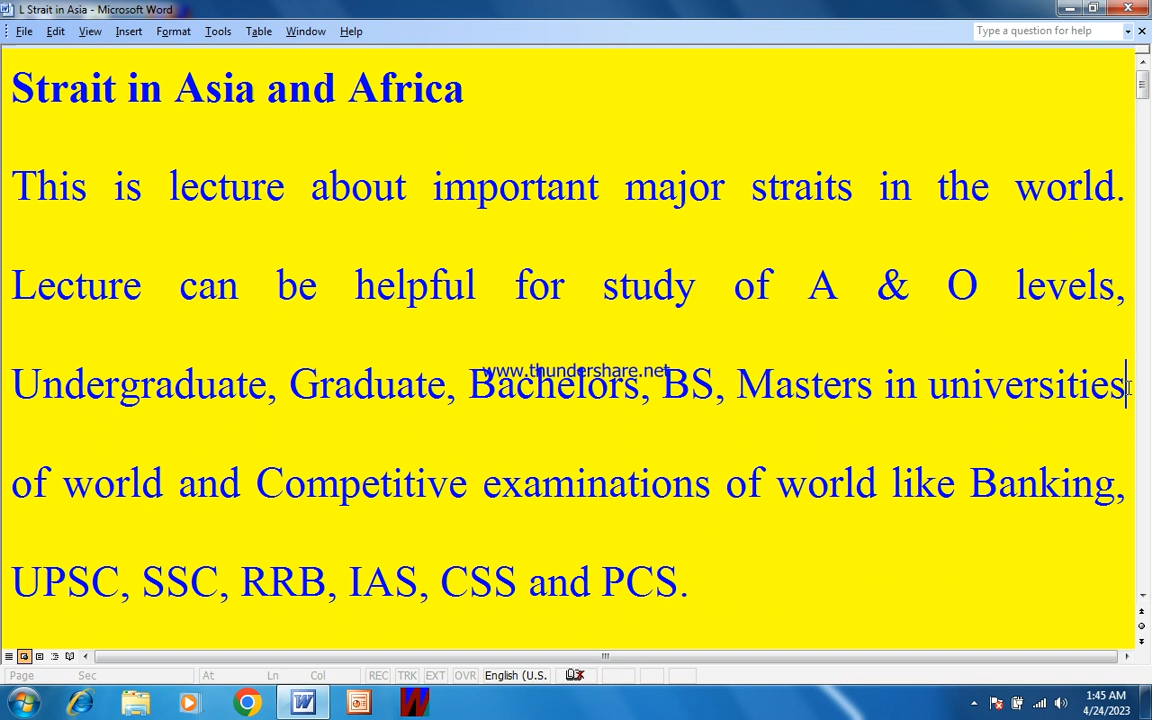 L Strait in Asia - Microsoft Word
File Edit View Insert Format Tools Table Window Help
Type a question for help
Strait in Asia and Africa
This is lecture about important major straits in the world.
Lecture can be helpful for study of A & O levels,
www.thundershare.net
Undergraduate, Graduate, Bachelors, BS, Masters in universities
of world and Competitive examinations of world like Banking,
UPSC, SSC, RRB, IAS, CSS and PCS.
Page Sec At Ln Col REC TRK EXT OVR English (U.S.
1:45 AM
4/24/2023